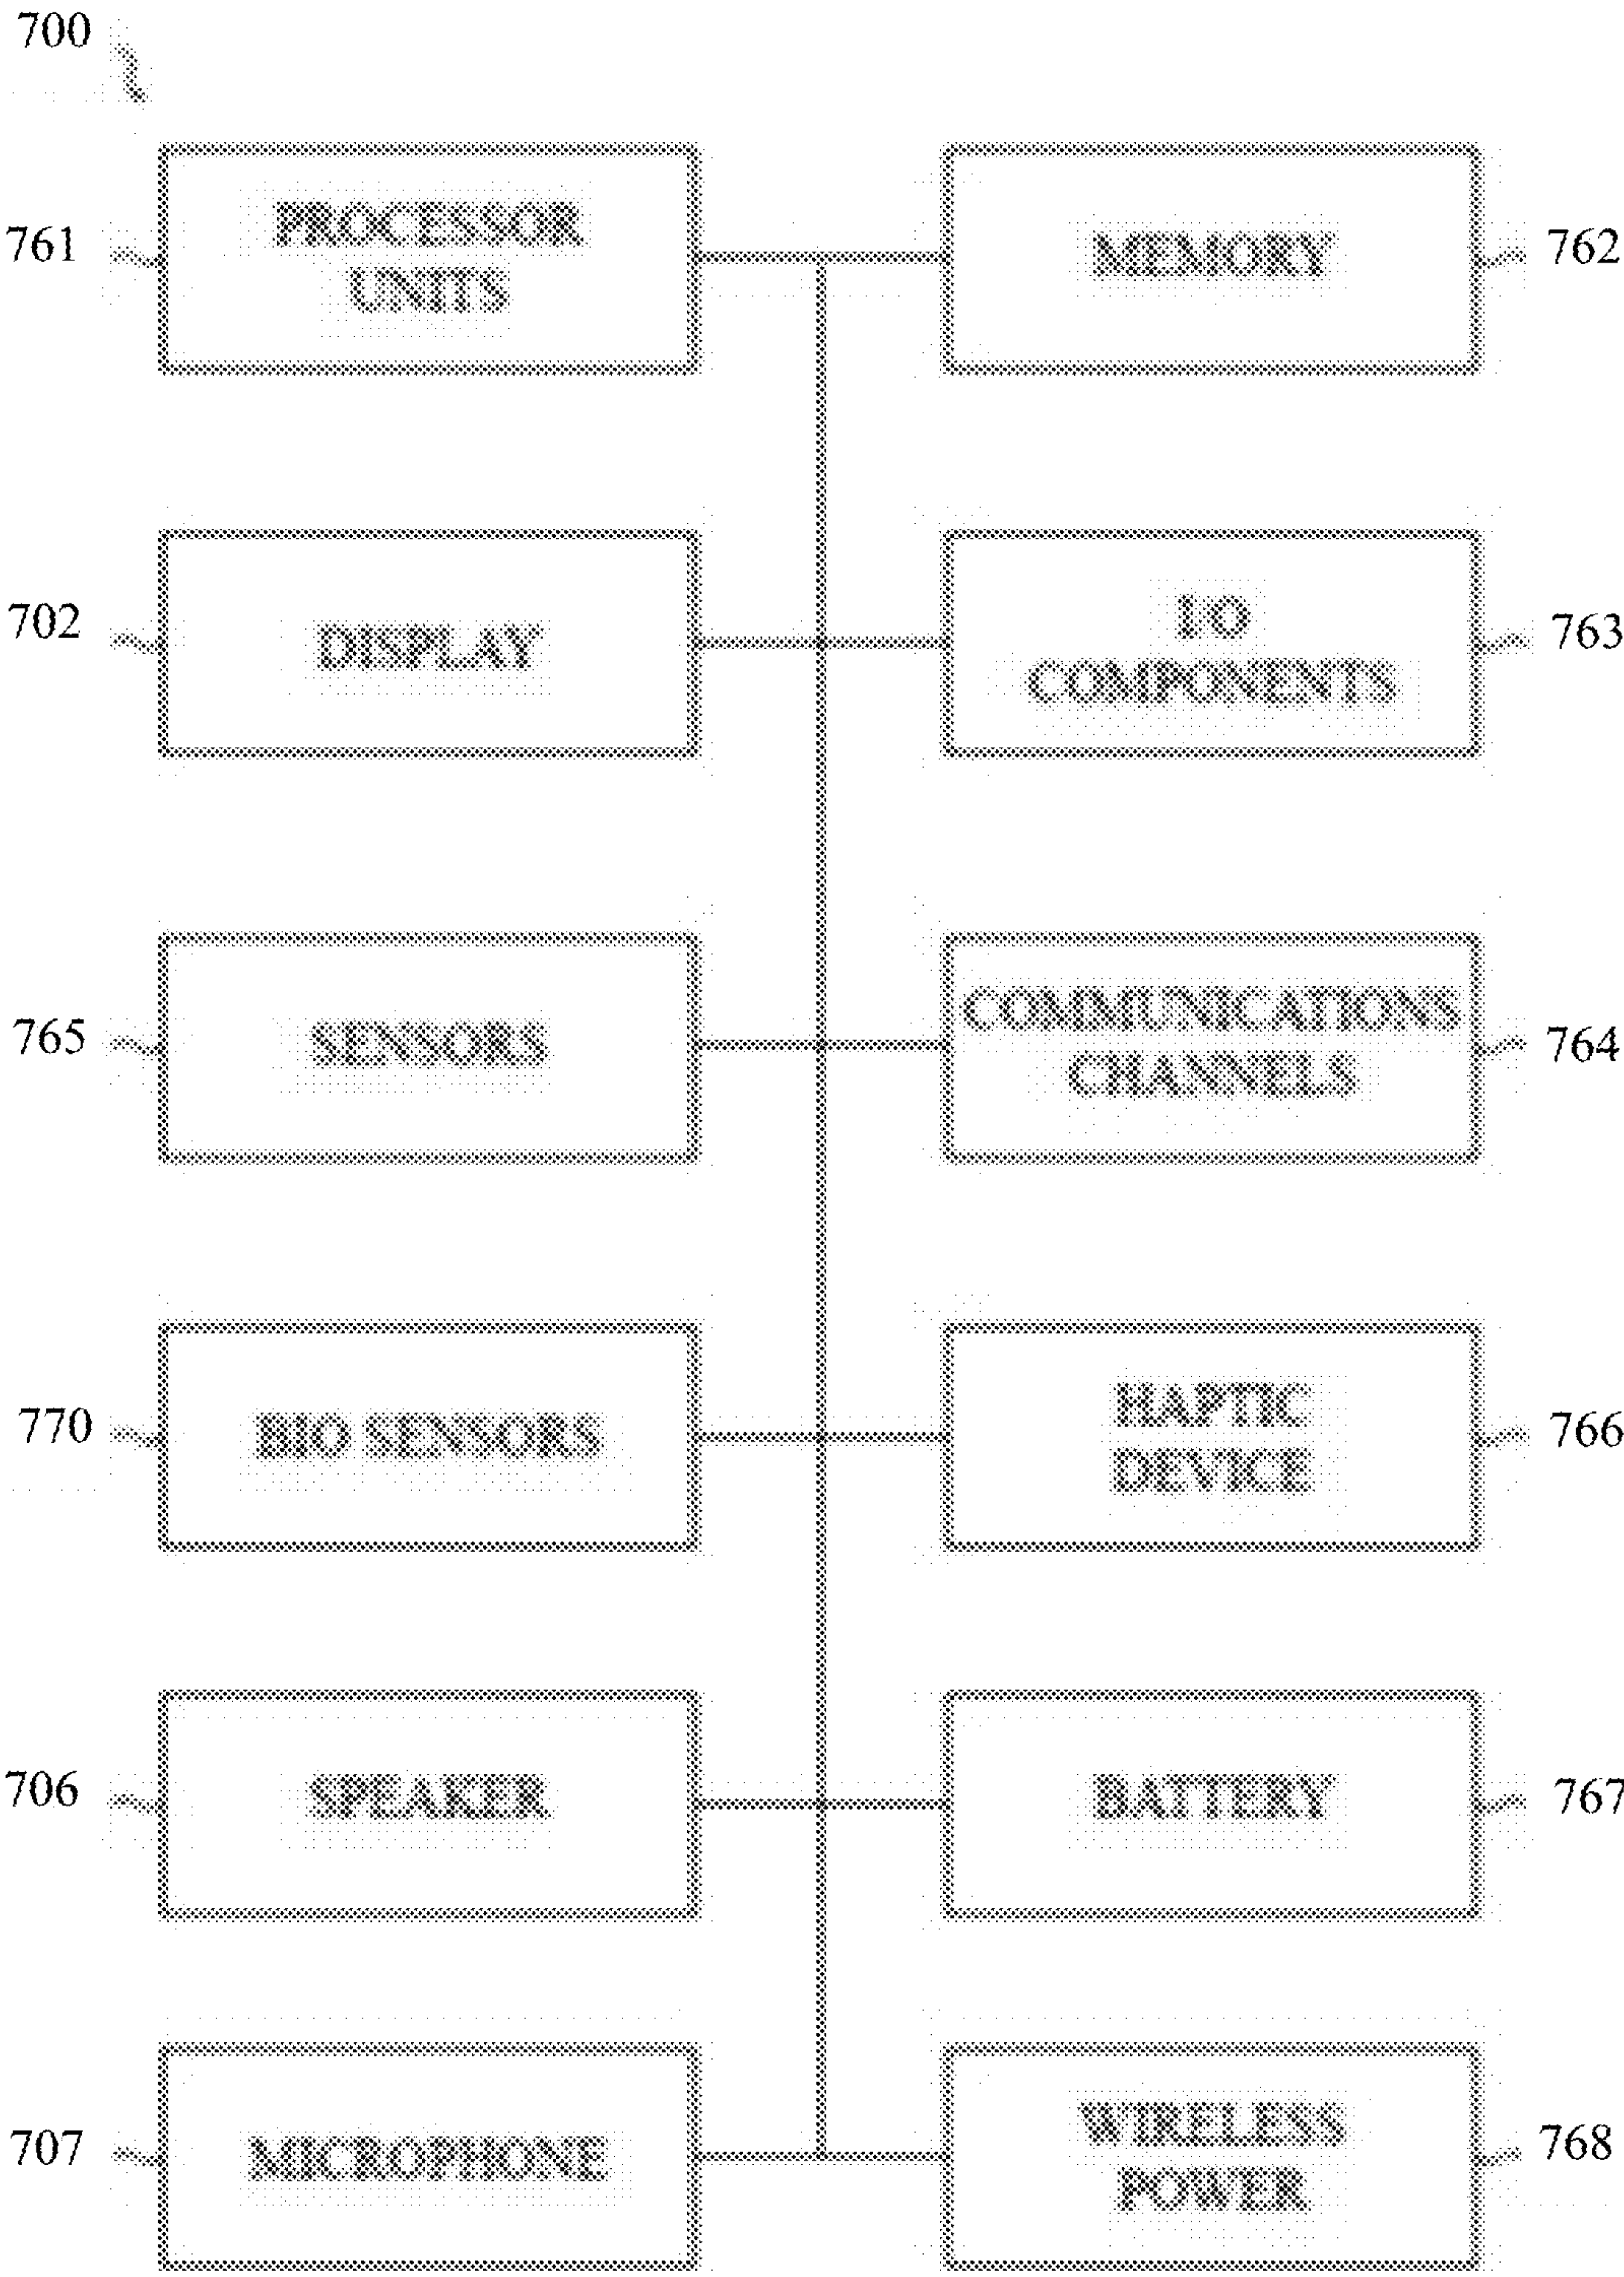 700
761
PROCESSOR
UNITS
MEMORY
762
702
DISPLAY
I/O
COMPONENTS
763
765
SENSORS
COMMUNICATIONS
CHANNELS
764
770
BIO SENSORS
HAPTIC
DEVICE
766
706
SPEAKER
BATTERY
767
707
MICROPHONE
WIRELESS
POWER
768